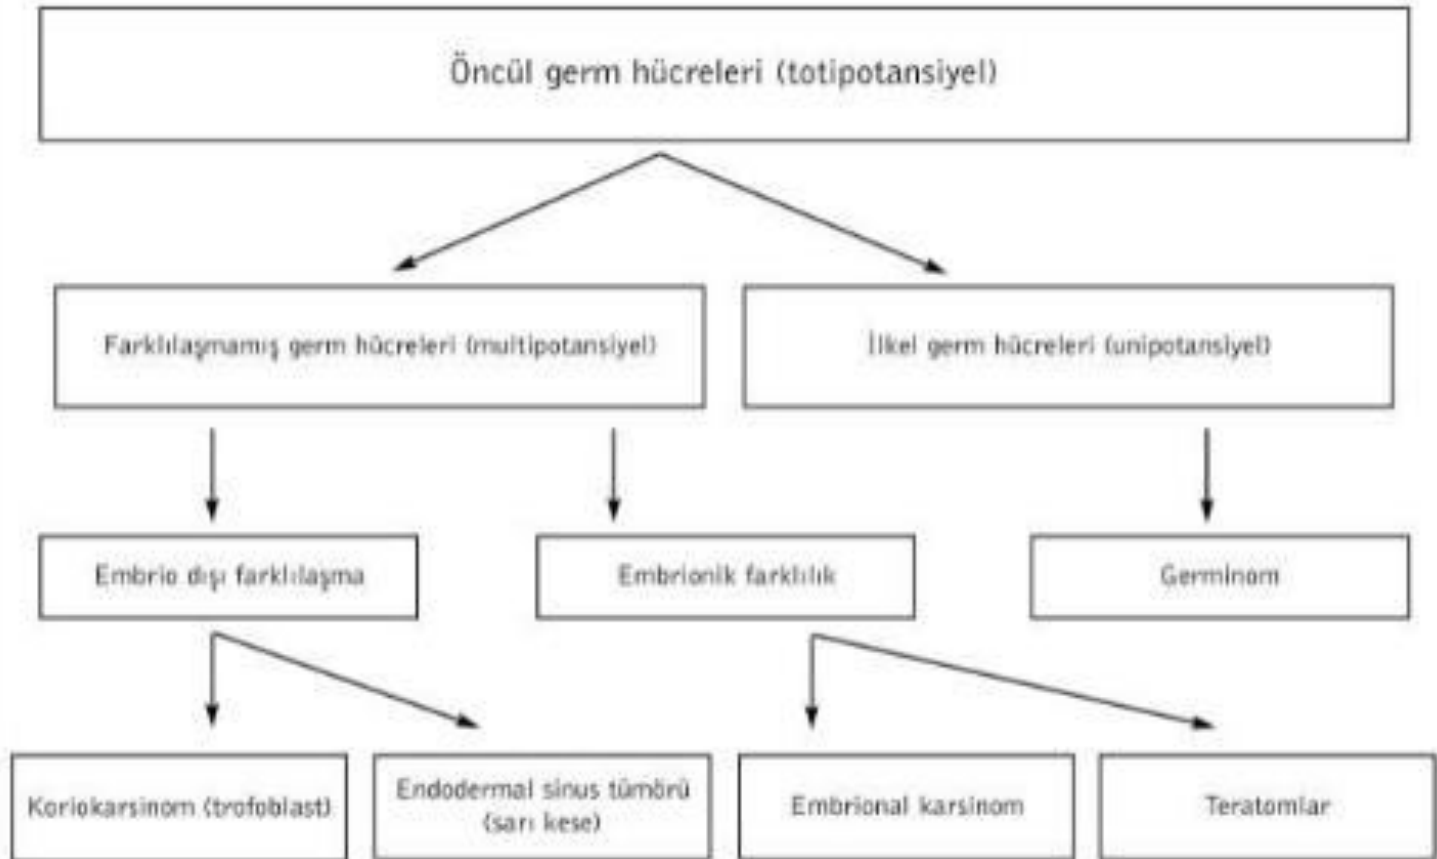 Öncül germ hücreleri (totipotansiyel)
Farklılaşmamış germ hücreleri (multipotansiyel)
İlkel germ hücreleri (unipotansiyel)
Embrio dışı farklılaşma
Embrionik farklılık
Germinom
Koriokarsinom (trofoblast)
Endodermal sinus tümörü
(sarı kese)
Embrional karsinom
Teratomlar